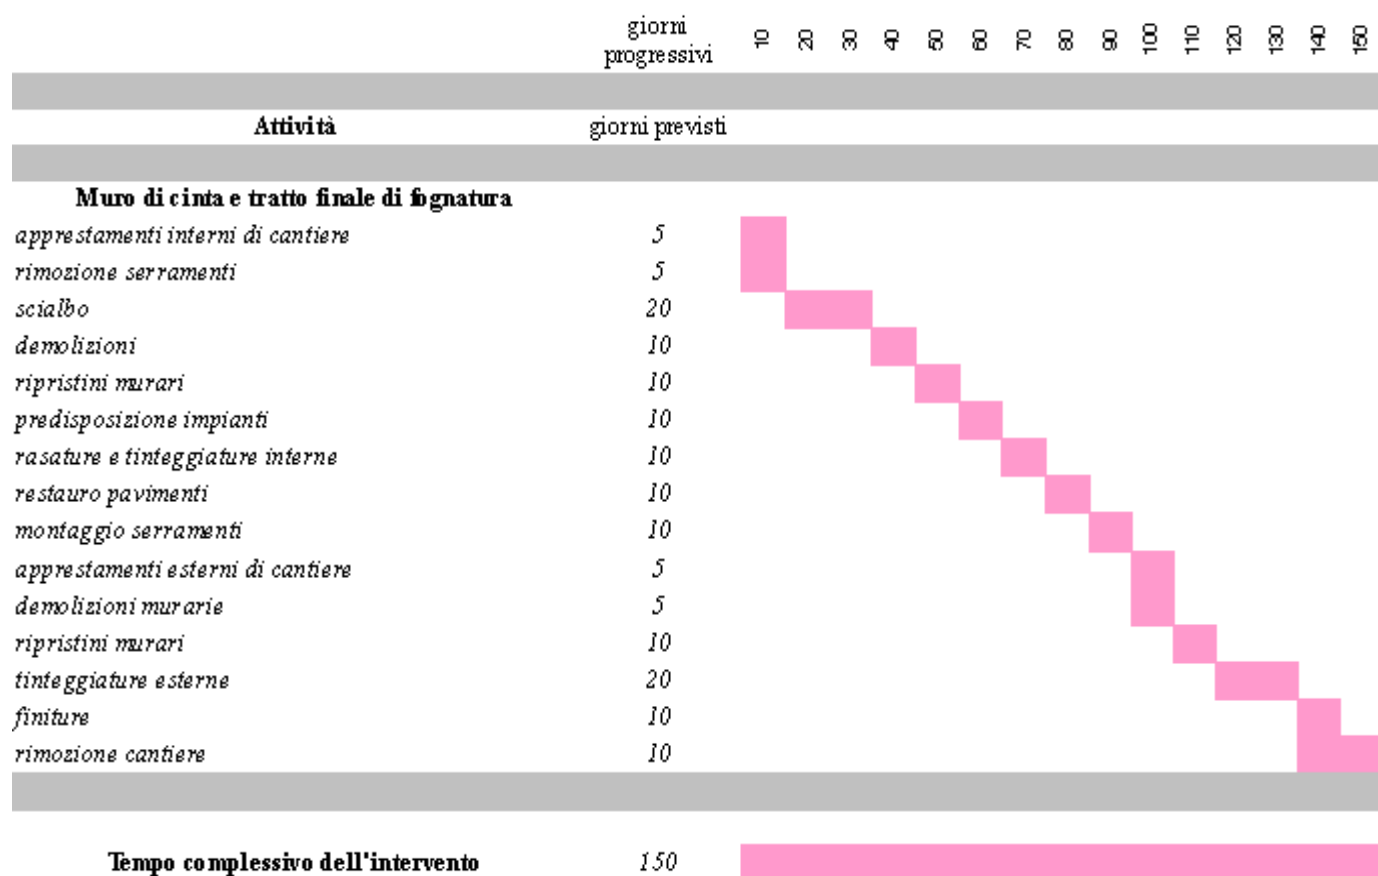 giorni
progressivi 10 20 30 40 50 60 70 80 90 100 110 120 130 140 150
Attività giorni previsti
Muro di cinta e tratto finale di fognatura
apprestamenti interni di cantiere 5
rimozione serramenti 5
scialbo 20
demolizioni 10
ripristini murari 10
predisposizione impianti 10
rasature e tinteggiature interne 10
restauro pavimenti 10
montaggio serramenti 10
apprestamenti esterni di cantiere 5
demolizioni murarie 5
ripristini murari 10
tinteggiature esterne 20
finiture 10
rimozione cantiere 10
Tempo complessivo dell'intervento 150